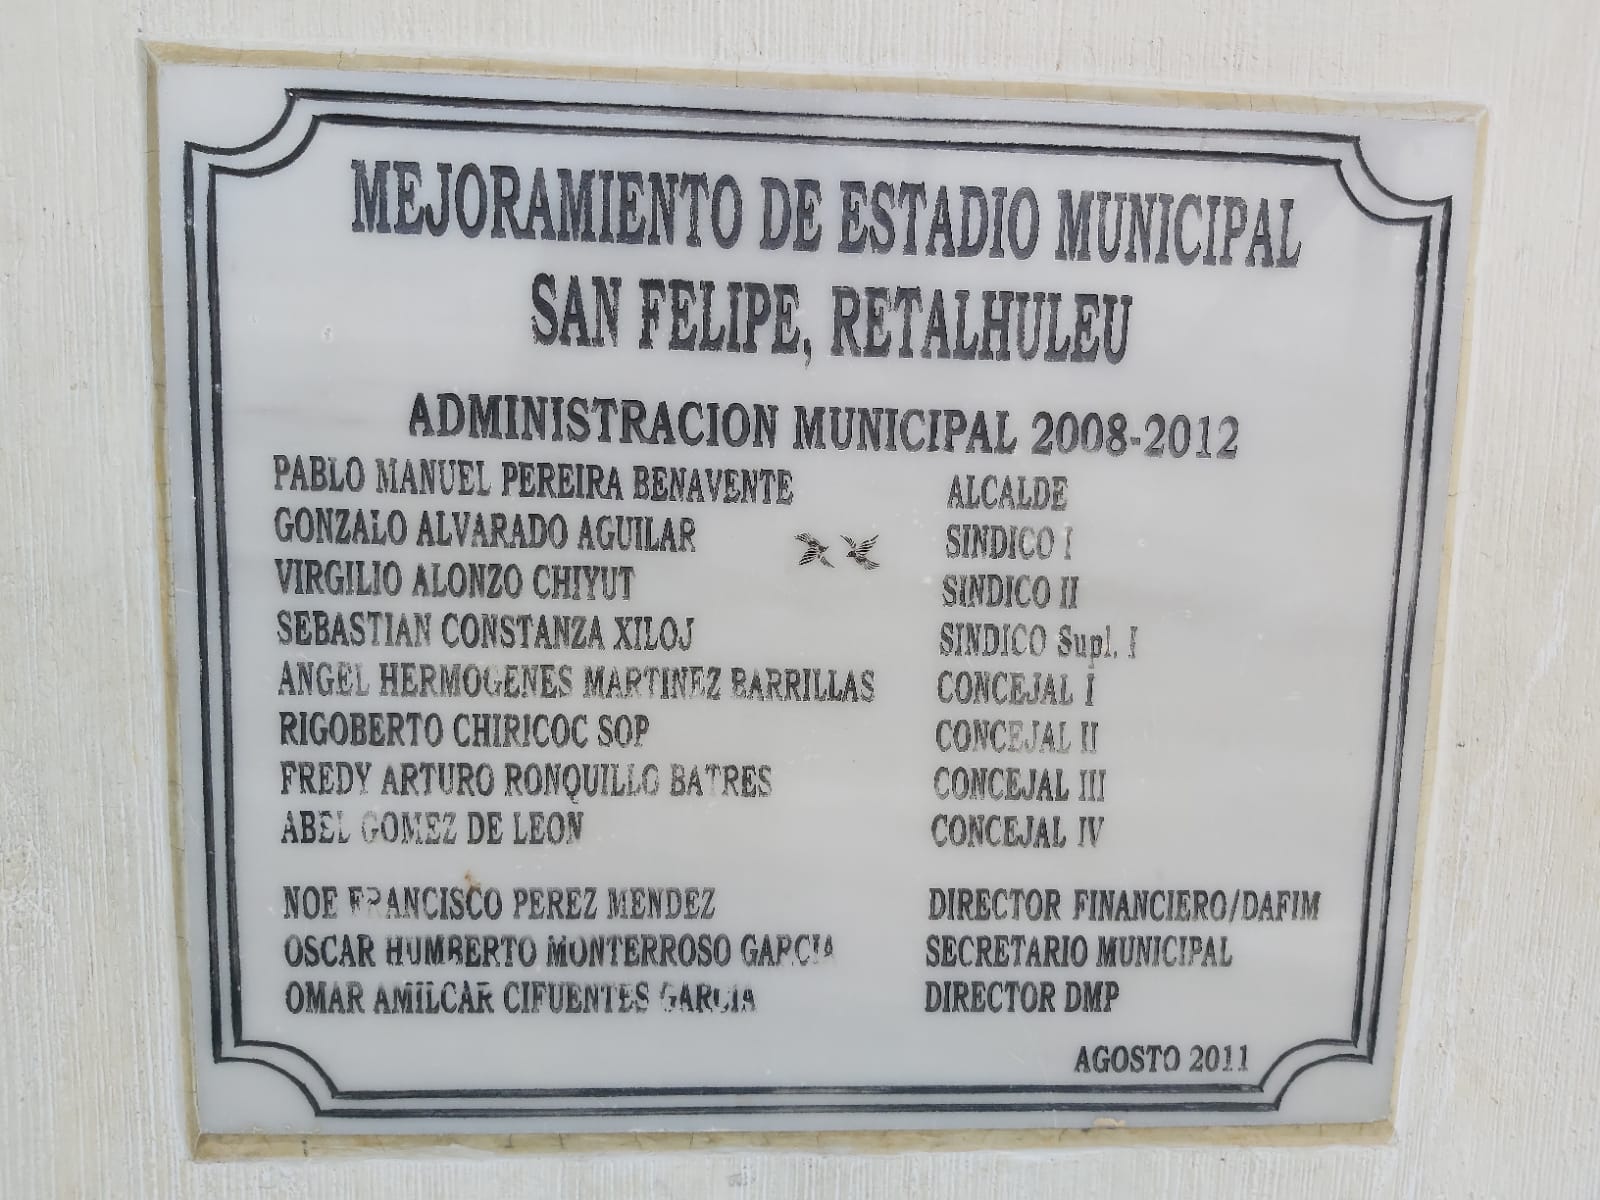 MEJORAMIENTO DE ESTADIO MUNICIPAL
SAN FELIPE, RETALHULEU
ADMINISTRACION MUNICIPAL 2008-2012
PABLO MANUEL PEREIRA BENAVENTE ALCALDE
GONZALO ALVARADO AGUILAR SINDICO I
VIRGILIO ALONZO CHIYUT SINDICO II
SEBASTIAN CONSTANZA XILOJ SINDICO Supl. I
ANGEL HERMOGENES MARTINEZ BARRILLAS CONCEJAL I
RIGOBERTO CHIRICOC SOP CONCEJAL II
FREDY ARTURO RONQUILLO BATRES CONCEJAL III
ABEL GOMEZ DE LEON CONCEJAL IV
NOE FRANCISCO PEREZ MENDEZ DIRECTOR FINANCIERO/DAFIM
OSCAR HUMBERTO MONTERROSO GARCIA SECRETARIO MUNICIPAL
OMAR AMILCAR CIFUENTES GARCIA DIRECTOR DMP
AGOSTO 2011